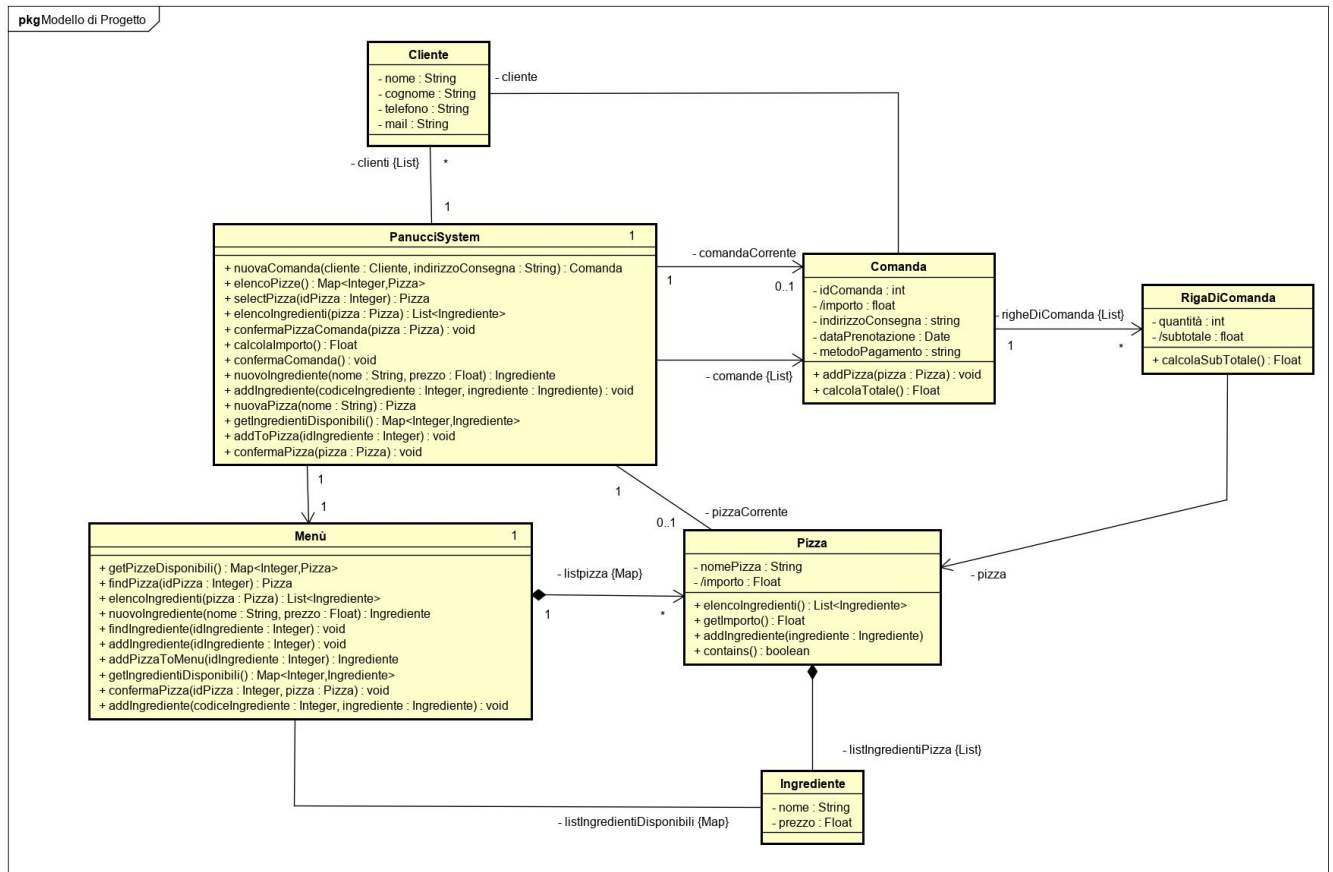 pkg Modello di Progetto
Cliente
- nome : String
- cognome : String
- telefono : String
- mail : String
- cliente
- clienti {List}
*
1
PanucciSystem
1
+ nuovaComanda(cliente : Cliente, indirizzoConsegna : String) : Comanda
+ elencoPizze() : Map<Integer,Pizza>
+ selectPizza(idPizza : Integer) : Pizza
+ elencoIngredienti(pizza : Pizza) : List<Ingrediente>
+ confermaPizzaComanda(pizza : Pizza) : void
+ calcolaImporto() : Float
+ confermaComanda() : void
+ nuovoIngrediente(nome : String, prezzo : Float) : Ingrediente
+ addIngrediente(codiceIngrediente : Integer, ingrediente : Ingrediente) : void
+ nuovaPizza(nome : String) : Pizza
+ getIngredientiDisponibili() : Map<Integer,Ingrediente>
+ addToPizza(idIngrediente : Integer) : void
+ confermaPizza(pizza : Pizza) : void
- comandaCorrente
1
0..1
- comande {List}
Comanda
- idComanda : int
- /importo : float
- indirizzoConsegna : string
- dataPrenotazione : Date
- metodoPagamento : string
+ addPizza(pizza : Pizza) : void
+ calcolaTotale() : Float
- righeDiComanda {List}
1
*
RigaDiComanda
- quantità : int
- /subtotale : float
+ calcolaSubTotale() : Float
1
1
1
0..1
- pizzaCorrente
- pizza
Menù
1
+ getPizzeDisponibili() : Map<Integer,Pizza>
+ findPizza(idPizza : Integer) : Pizza
+ elencoIngredienti(pizza : Pizza) : List<Ingrediente>
+ nuovoIngrediente(nome : String, prezzo : Float) : Ingrediente
+ findIngrediente(idIngrediente : Integer) : void
+ addIngrediente(idIngrediente : Integer) : void
+ addPizzaToMenu(idIngrediente : Integer) : Ingrediente
+ getIngredientiDisponibili() : Map<Integer,Ingrediente>
+ confermaPizza(idPizza : Integer, pizza : Pizza) : void
+ addIngrediente(codiceIngrediente : Integer, ingrediente : Ingrediente) : void
- listpizza {Map}
1
*
Pizza
- nomePizza : String
- /importo : Float
+ elencoIngredienti() : List<Ingrediente>
+ getImporto() : Float
+ addIngrediente(ingrediente : Ingrediente)
+ contains() : boolean
- listIngredientiPizza {List}
Ingrediente
- nome : String
- prezzo : Float
- listIngredientiDisponibili {Map}